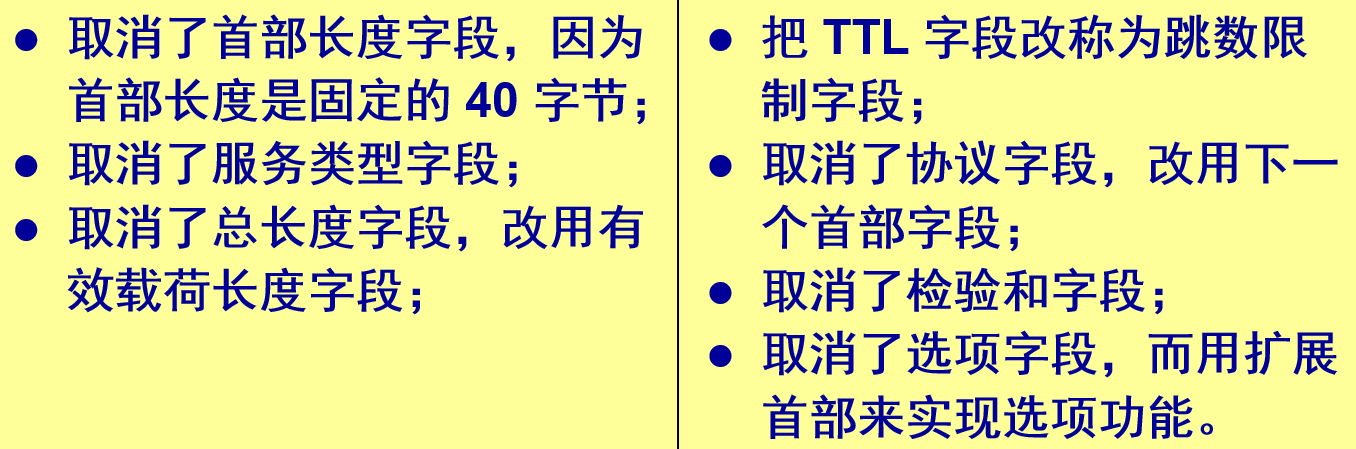 ● 取消了首部长度字段，因为
首部长度是固定的 40 字节；
● 取消了服务类型字段；
● 取消了总长度字段，改用有
效载荷长度字段；
● 把 TTL 字段改称为跳数限
制字段；
● 取消了协议字段，改用下一
个首部字段；
● 取消了检验和字段；
● 取消了选项字段，而用扩展
首部来实现选项功能。